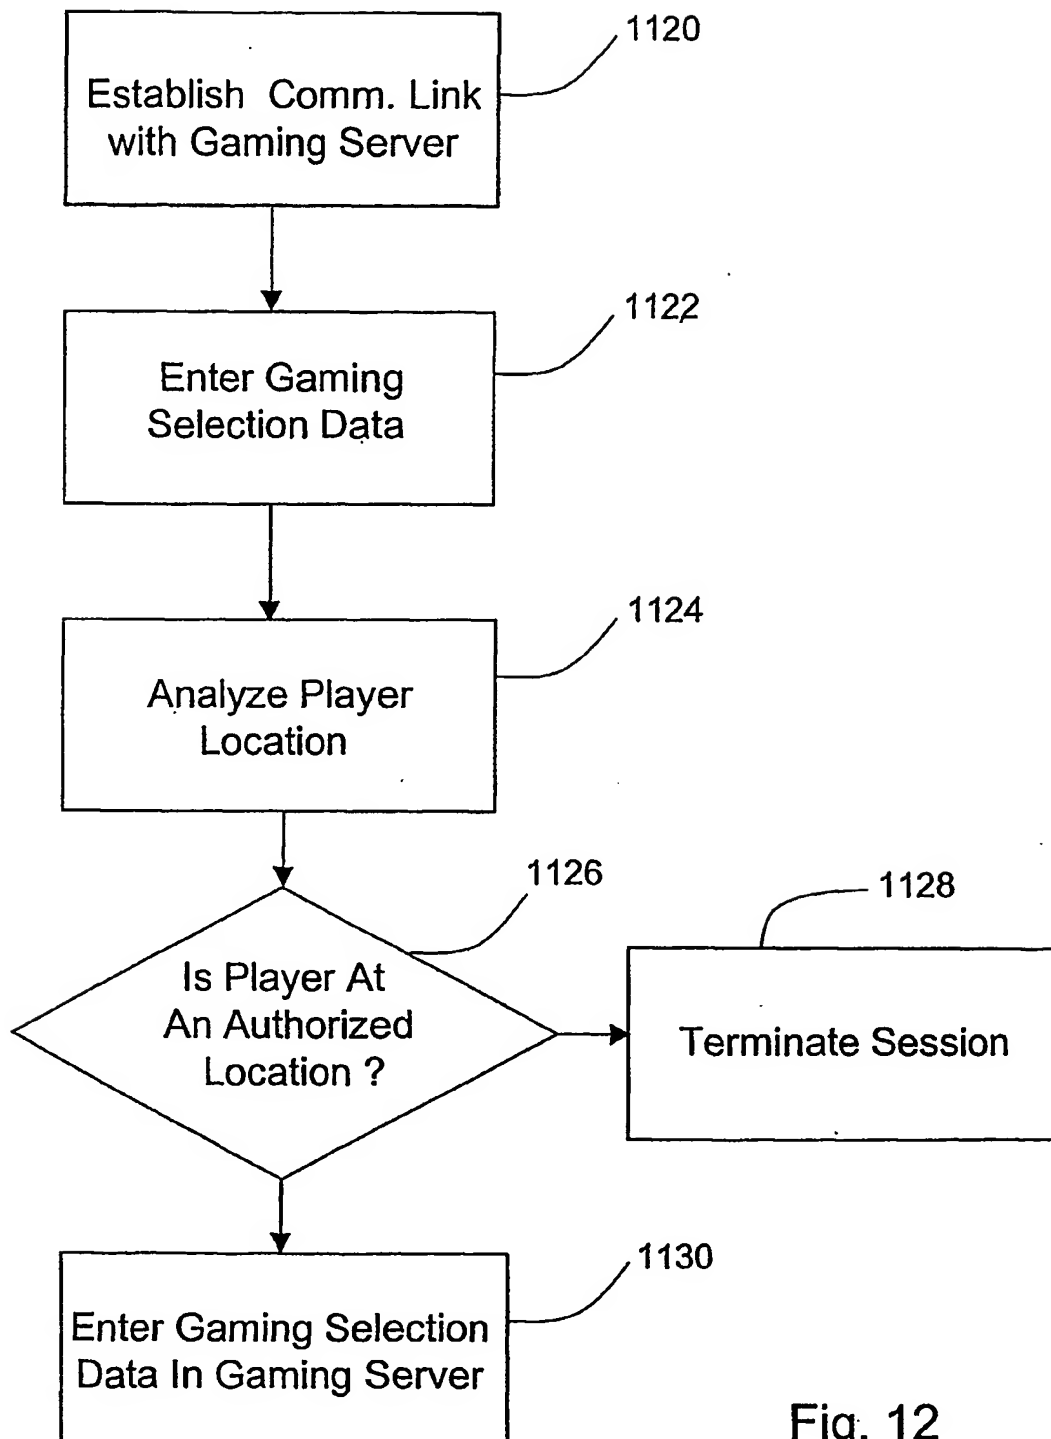 1120
Establish Comm. Link
with Gaming Server
1122
Enter Gaming
Selection Data
1124
Analyze Player
Location
1126
Is Player At
An Authorized
Location ?
1128
Terminate Session
1130
Enter Gaming Selection
Data In Gaming Server
Fig. 12